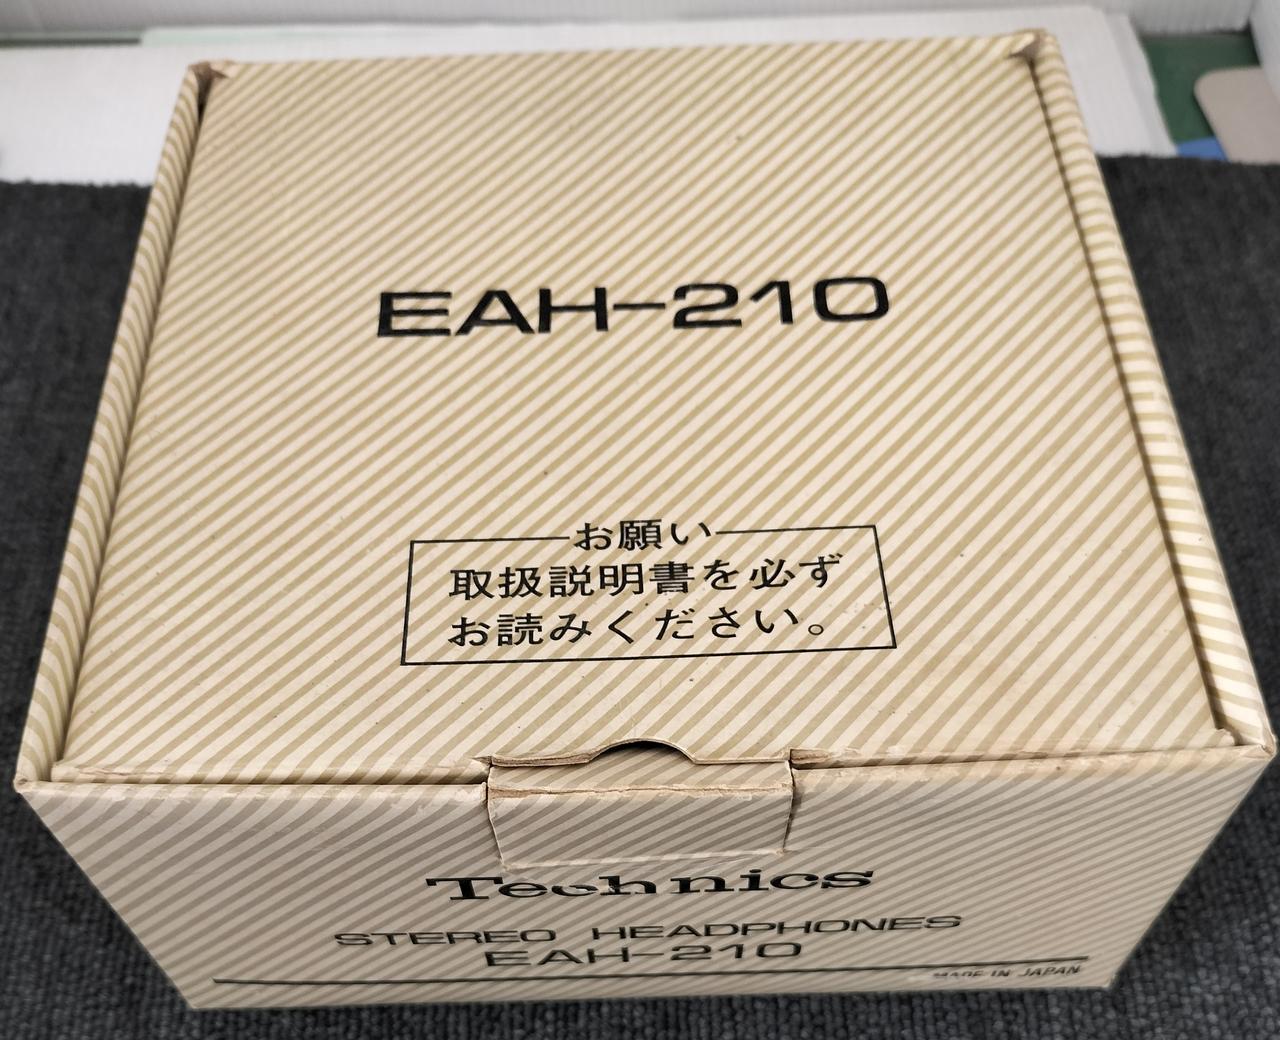 EAH-210
お願い
取扱説明書を必ず
お読みください。
Technics
STEREO HEADPHONES
EAH-210
MADE IN JAPAN